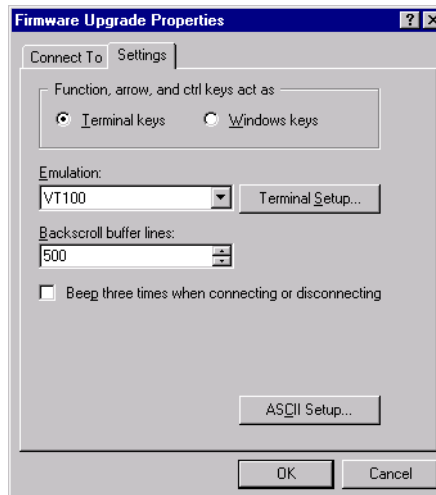 Firmware Upgrade Properties
Connect To Settings
Function, arrow, and ctrl keys act as
Terminal keys Windows keys
Emulation:
VT100 Terminal Setup...
Backscroll buffer lines:
500
Beep three times when connecting or disconnecting
ASCII Setup...
OK Cancel